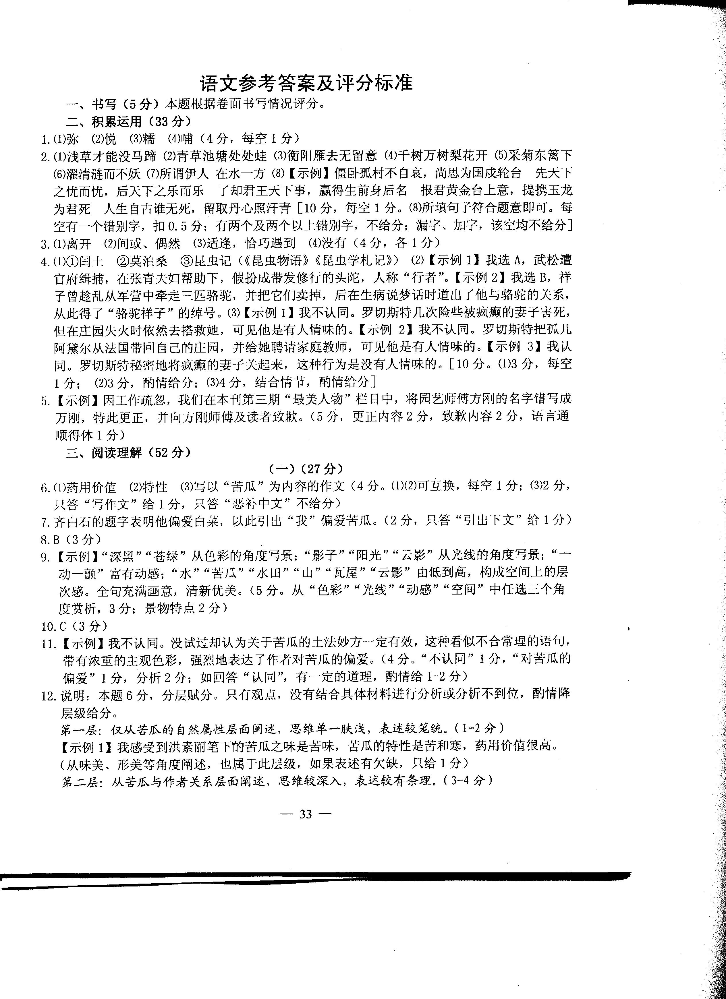 语文参考答案及评分标准
一、书写（5分）本题根据卷面书写情况评分。
二、积累运用（33分）
1.⑴弥 ⑵悦 ⑶糯 ⑷哺（4分，每空1分）
2.⑴浅草才能没马蹄 ⑵青草池塘处处蛙 ⑶衡阳雁去无留意 ⑷千树万树梨花开 ⑸采菊东篱下
⑹濯清涟而不妖 ⑺所谓伊人 在水一方 ⑻【示例】僵卧孤村不自哀，尚思为国戍轮台 先天下
之忧而忧，后天下之乐而乐 了却君王天下事，赢得生前身后名 报君黄金台上意，提携玉龙
为君死 人生自古谁无死，留取丹心照汗青［10分，每空1分。⑻所填句子符合题意即可。每
空有一个错别字，扣0.5分；有两个及两个以上错别字，不给分；漏字、加字，该空均不给分］
3.⑴离开 ⑵间或、偶然 ⑶适逢，恰巧遇到 ⑷没有（4分，各1分）
4.⑴①闰土 ②莫泊桑 ③昆虫记（《昆虫物语》《昆虫学札记》） ⑵【示例1】我选A，武松遭
官府缉捕，在张青夫妇帮助下，假扮成带发修行的头陀，人称“行者”。【示例2】我选B，祥
子曾趁乱从军营中牵走三匹骆驼，并把它们卖掉，后在生病说梦话时道出了他与骆驼的关系，
从此得了“骆驼祥子”的绰号。⑶【示例1】我不认同。罗切斯特几次险些被疯癫的妻子害死，
但在庄园失火时依然去搭救她，可见他是有人情味的。【示例 2】我不认同。罗切斯特把孤儿
阿黛尔从法国带回自己的庄园，并给她聘请家庭教师，可见他是有人情味的。【示例 3】我认
同。罗切斯特秘密地将疯癫的妻子关起来，这种行为是没有人情味的。［10分。⑴3分，每空
1分； ⑵3分，酌情给分；⑶4分，结合情节，酌情给分］
5.【示例】因工作疏忽，我们在本刊第三期“最美人物”栏目中，将园艺师傅方刚的名字错写成
万刚，特此更正，并向方刚师傅及读者致歉。（5分，更正内容2分，致歉内容2分，语言通
顺得体1分）
三、阅读理解（52分）
（一）（27分）
6.⑴药用价值 ⑵特性 ⑶写以“苦瓜”为内容的作文（4分。⑴⑵可互换，每空1分；⑶2分，
只答“写作文”给1分，只答“恶补中文”不给分）
7.齐白石的题字表明他偏爱白菜，以此引出“我”偏爱苦瓜。（2分，只答“引出下文”给1分）
8.B（3分）
9.【示例】“深黑”“苍绿”从色彩的角度写景；“影子”“阳光”“云影”从光线的角度写景；“一
动一颤”富有动感；“水”“苦瓜”“水田”“山”“瓦屋”“云影”由低到高，构成空间上的层
次感。全句充满画意，清新优美。（5分。从“色彩”“光线”“动感”“空间”中任选三个角
度赏析，3分；景物特点2分）
10.C（3分）
11.【示例】我不认同。没试过却认为关于苦瓜的土法妙方一定有效，这种看似不合常理的语句，
带有浓重的主观色彩，强烈地表达了作者对苦瓜的偏爱。（4分。“不认同”1分，“对苦瓜的
偏爱”1分，分析2分；如回答“认同”，有一定的道理，酌情给1-2分）
12.说明：本题6分，分层赋分。只有观点，没有结合具体材料进行分析或分析不到位，酌情降
层级给分。
第一层：仅从苦瓜的自然属性层面阐述，思维单一肤浅，表述较笼统。（1-2分）
【示例1】我感受到洪素丽笔下的苦瓜之味是苦味，苦瓜的特性是苦和寒，药用价值很高。
（从味美、形美等角度阐述，也属于此层级，如果表述有欠缺，只给1分）
第二层：从苦瓜与作者关系层面阐述，思维较深入，表述较有条理。（3-4分）
— 33 —